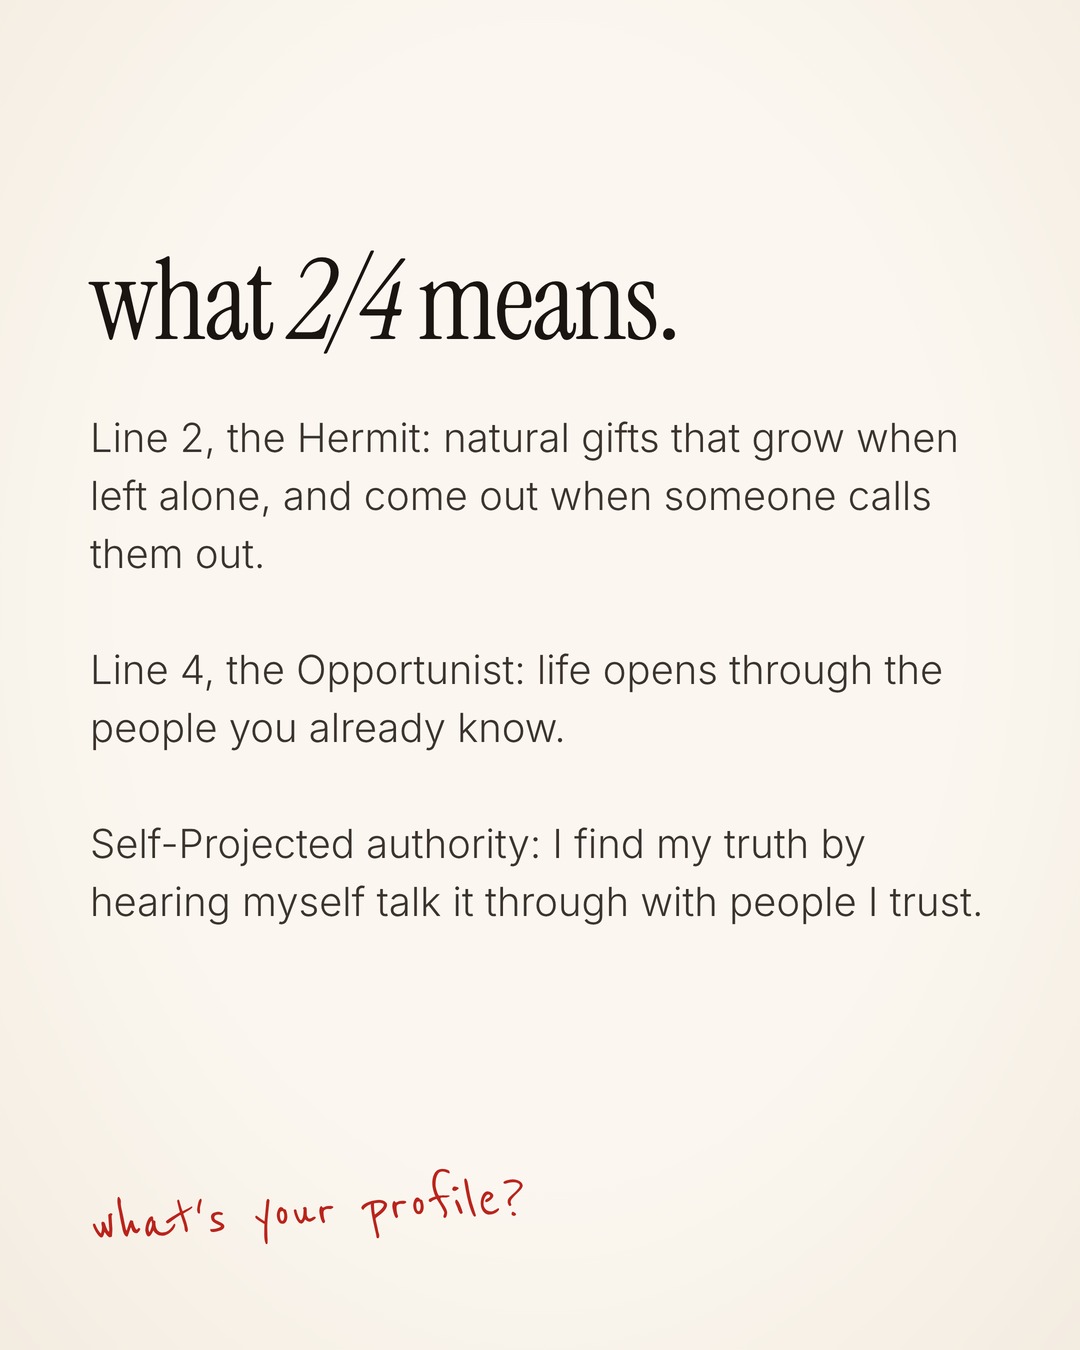 what 2/4 means.
Line 2, the Hermit: natural gifts that grow when
left alone, and come out when someone calls
them out.
Line 4, the Opportunist: life opens through the
people you already know.
Self-Projected authority: I find my truth by
hearing myself talk it through with people I trust.
what's your profile?